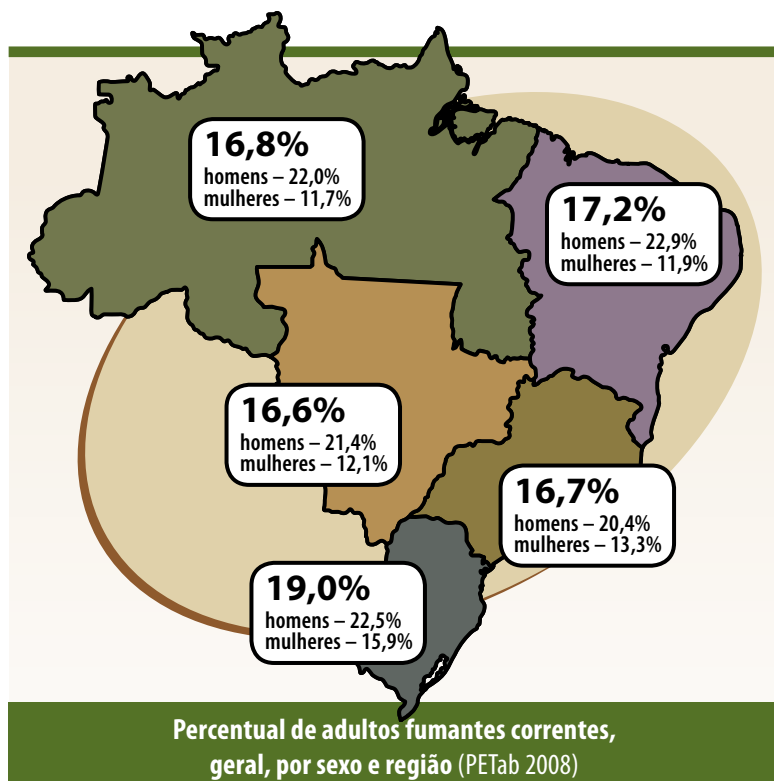 16,8%
homens – 22,0%
mulheres – 11,7%
17,2%
homens – 22,9%
mulheres – 11,9%
16,6%
homens – 21,4%
mulheres – 12,1%
16,7%
homens – 20,4%
mulheres – 13,3%
19,0%
homens – 22,5%
mulheres – 15,9%
Percentual de adultos fumantes correntes,
geral, por sexo e região (PETab 2008)